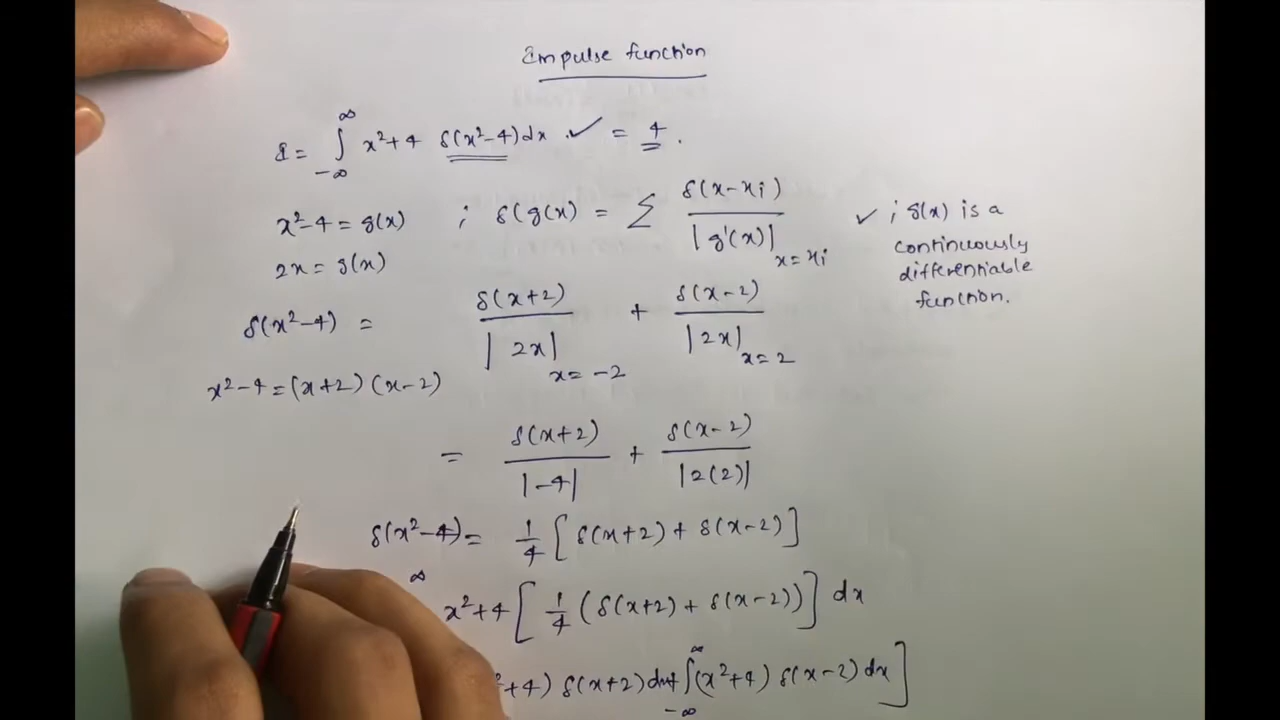 Impulse function
I = ∫_{-∞}^{∞} x²+4 δ(x²-4)dx ✓ = 4.
x²-4 = g(x) ; δ(g(x) = Σ δ(x-xᵢ) / |g'(x)| x=xᵢ ✓ ; g(x) is a
continuously
differentiable
function.
2x = g(x)
δ(x²-4) = δ(x+2) / |2x| x=-2 + δ(x-2) / |2x| x=2
x²-4=(x+2)(x-2)
= δ(x+2) / |-4| + δ(x-2) / |2(2)|
δ(x²-4)= 1/4 [δ(x+2) + δ(x-2)]
∞ x²+4 [1/4 (δ(x+2) + δ(x-2))] dx
²+4) δ(x+2)dx+ ∫_{-∞}^{∞} (x²+4) δ(x-2)dx]